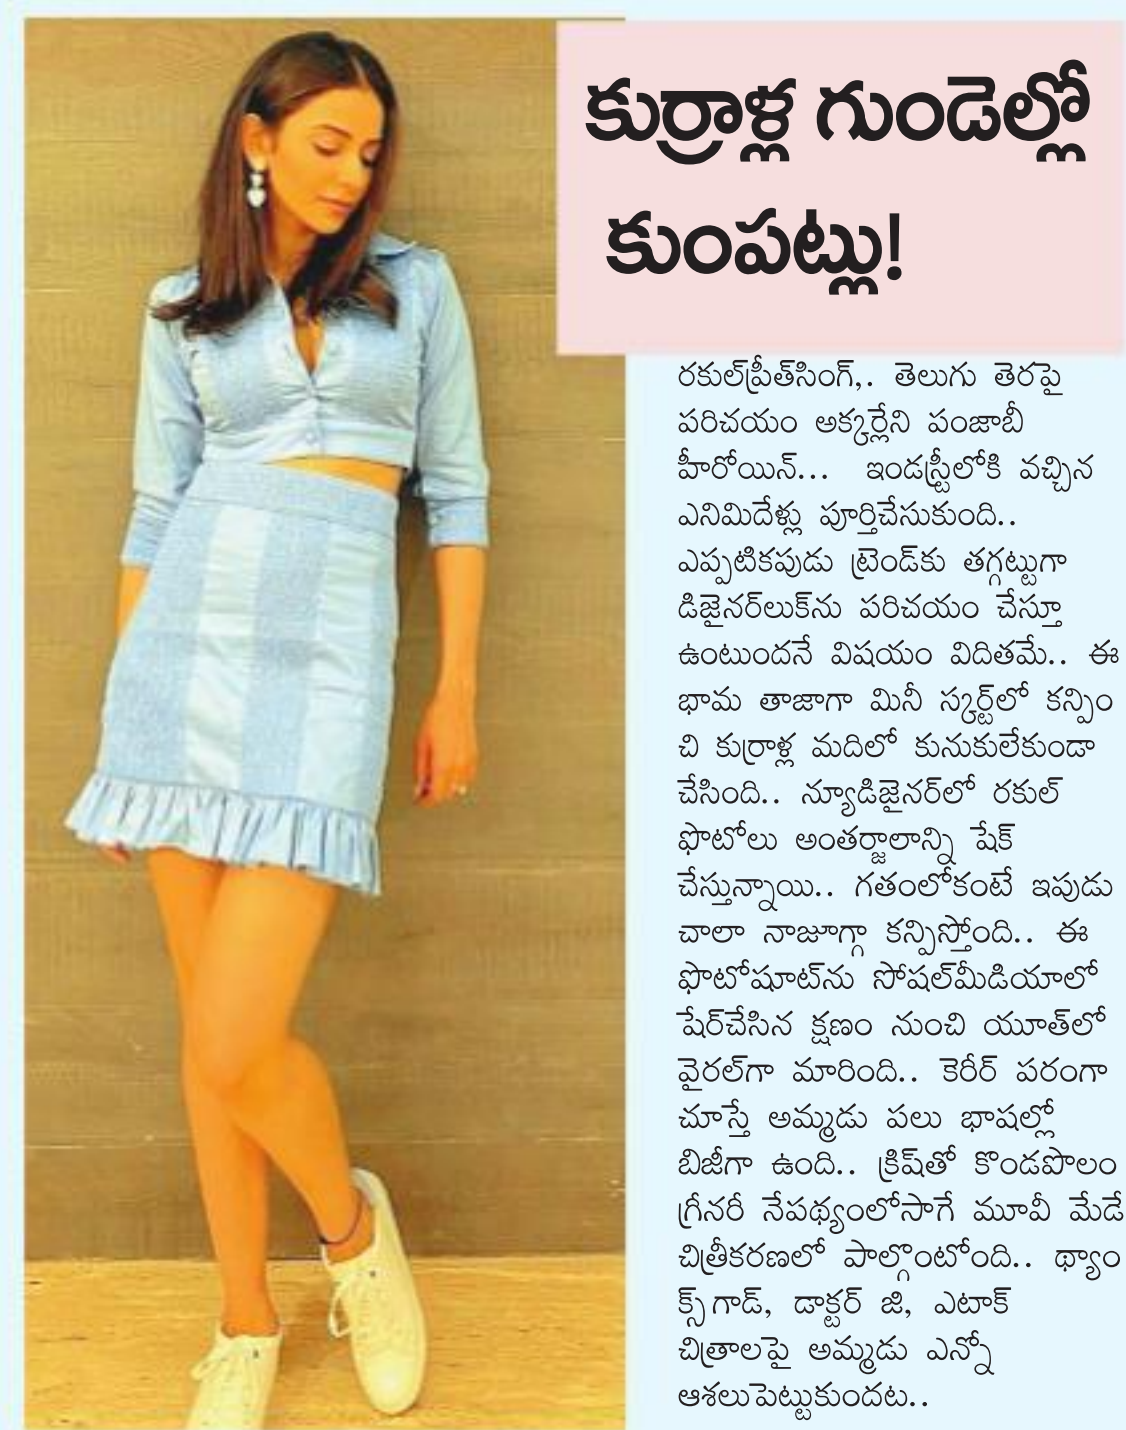 కుర్రాళ్ల గుండెల్లో
కుంపట్లు!
రకుల్‌ప్రీత్‌సింగ్,. తెలుగు తెరపై
పరిచయం అక్కర్లేని పంజాబీ
హీరోయిన్... ఇండస్ట్రీలోకి వచ్చిన
ఎనిమిదేళ్లు పూర్తిచేసుకుంది..
ఎప్పటికపుడు ట్రెండ్‌కు తగ్గట్టుగా
డిజైనర్‌లుక్‌ను పరిచయం చేస్తూ
ఉంటుందనే విషయం విదితమే.. ఈ
భామ తాజాగా మినీ స్కర్ట్‌లో కన్పిం
చి కుర్రాళ్ల మదిలో కునుకులేకుండా
చేసింది.. న్యూడిజైనర్‌లో రకుల్
ఫొటోలు అంతర్జాలాన్ని షేక్
చేస్తున్నాయి.. గతంలోకంటే ఇపుడు
చాలా నాజూగ్గా కన్పిస్తోంది.. ఈ
ఫొటోషూట్‌ను సోషల్‌మీడియాలో
షేర్‌చేసిన క్షణం నుంచి యూత్‌లో
వైరల్‌గా మారింది.. కెరీర్ పరంగా
చూస్తే అమ్మడు పలు భాషల్లో
బిజీగా ఉంది.. క్రిష్‌తో కొండపొలం
గ్రీనరీ నేపథ్యంలోసాగే మూవీ మేడే
చిత్రీకరణలో పాల్గొంటోంది.. థ్యాం
క్స్ గాడ్, డాక్టర్ జి, ఎటాక్
చిత్రాలపై అమ్మడు ఎన్నో
ఆశలుపెట్టుకుందట..